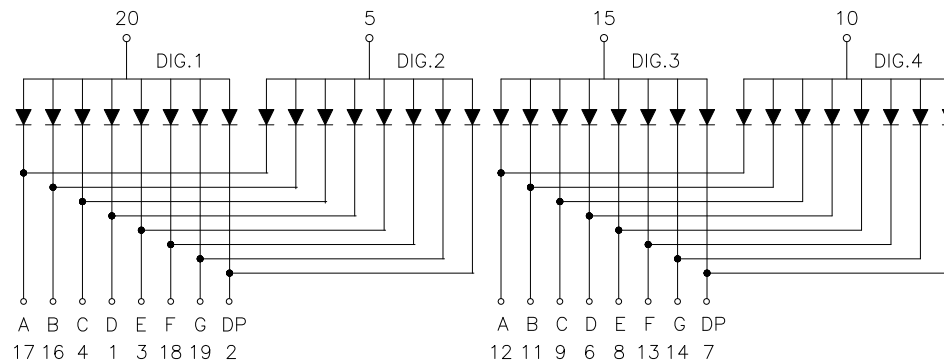 20 5 15 10
DIG.1 DIG.2 DIG.3 DIG.4
A B C D E F G DP A B C D E F G DP
17 16 4 1 3 18 19 2 12 11 9 6 8 13 14 7